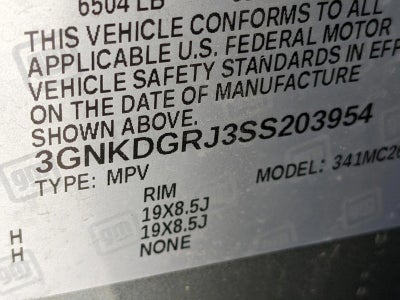 6504 LB
THIS VEHICLE CONFORMS TO ALL
APPLICABLE U.S. FEDERAL MOTOR
VEHICLE SAFETY STANDARDS IN EFF
ON THE DATE OF MANUFACTURE
SHOWN ABOVE.
3GNKDGRJ3SS203954
TYPE: MPV MODEL: 341MC26
RIM
H 19X8.5J
H 19X8.5J
NONE
gm